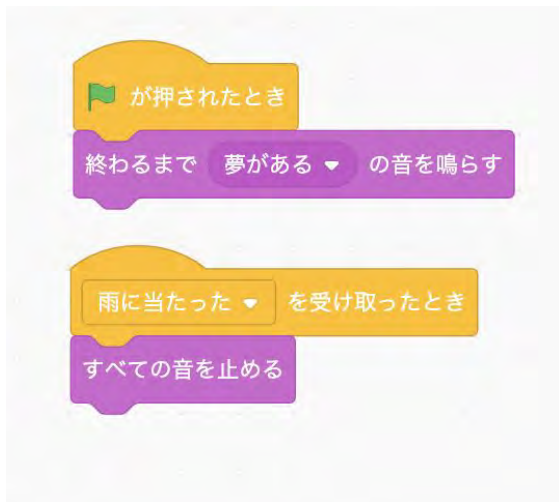 が押されたとき
終わるまで 夢がある の音を鳴らす
雨に当たった を受け取ったとき
すべての音を止める